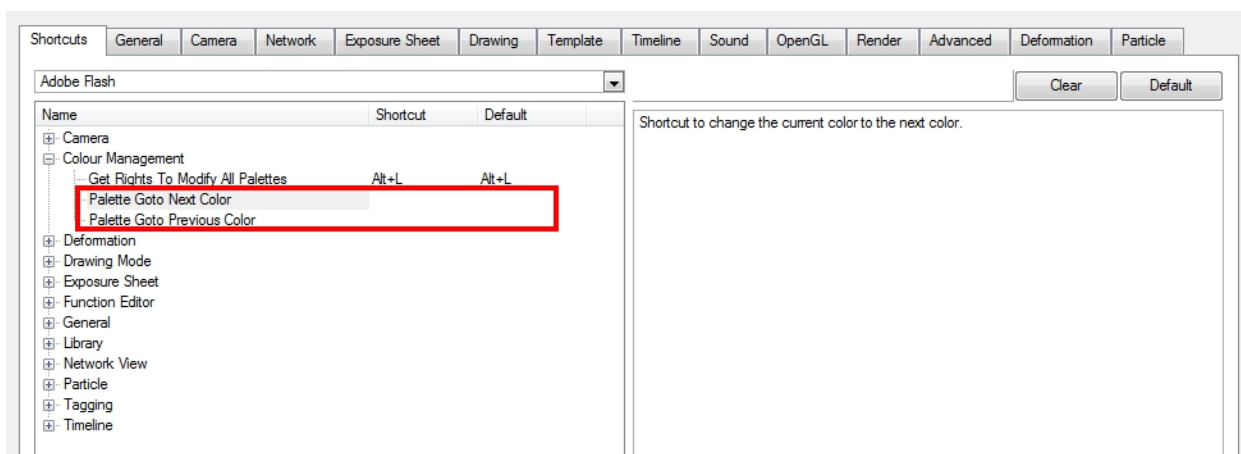 Shortcuts General Camera Network Exposure Sheet Drawing Template Timeline Sound OpenGL Render Advanced Deformation Particle
Adobe Flash
Clear Default
Name Shortcut Default
Shortcut to change the current color to the next color.
Camera
Colour Management
Get Rights To Modify All Palettes Alt+L Alt+L
Palette Goto Next Color
Palette Goto Previous Color
Deformation
Drawing Mode
Exposure Sheet
Function Editor
General
Library
Network View
Particle
Tagging
Timeline